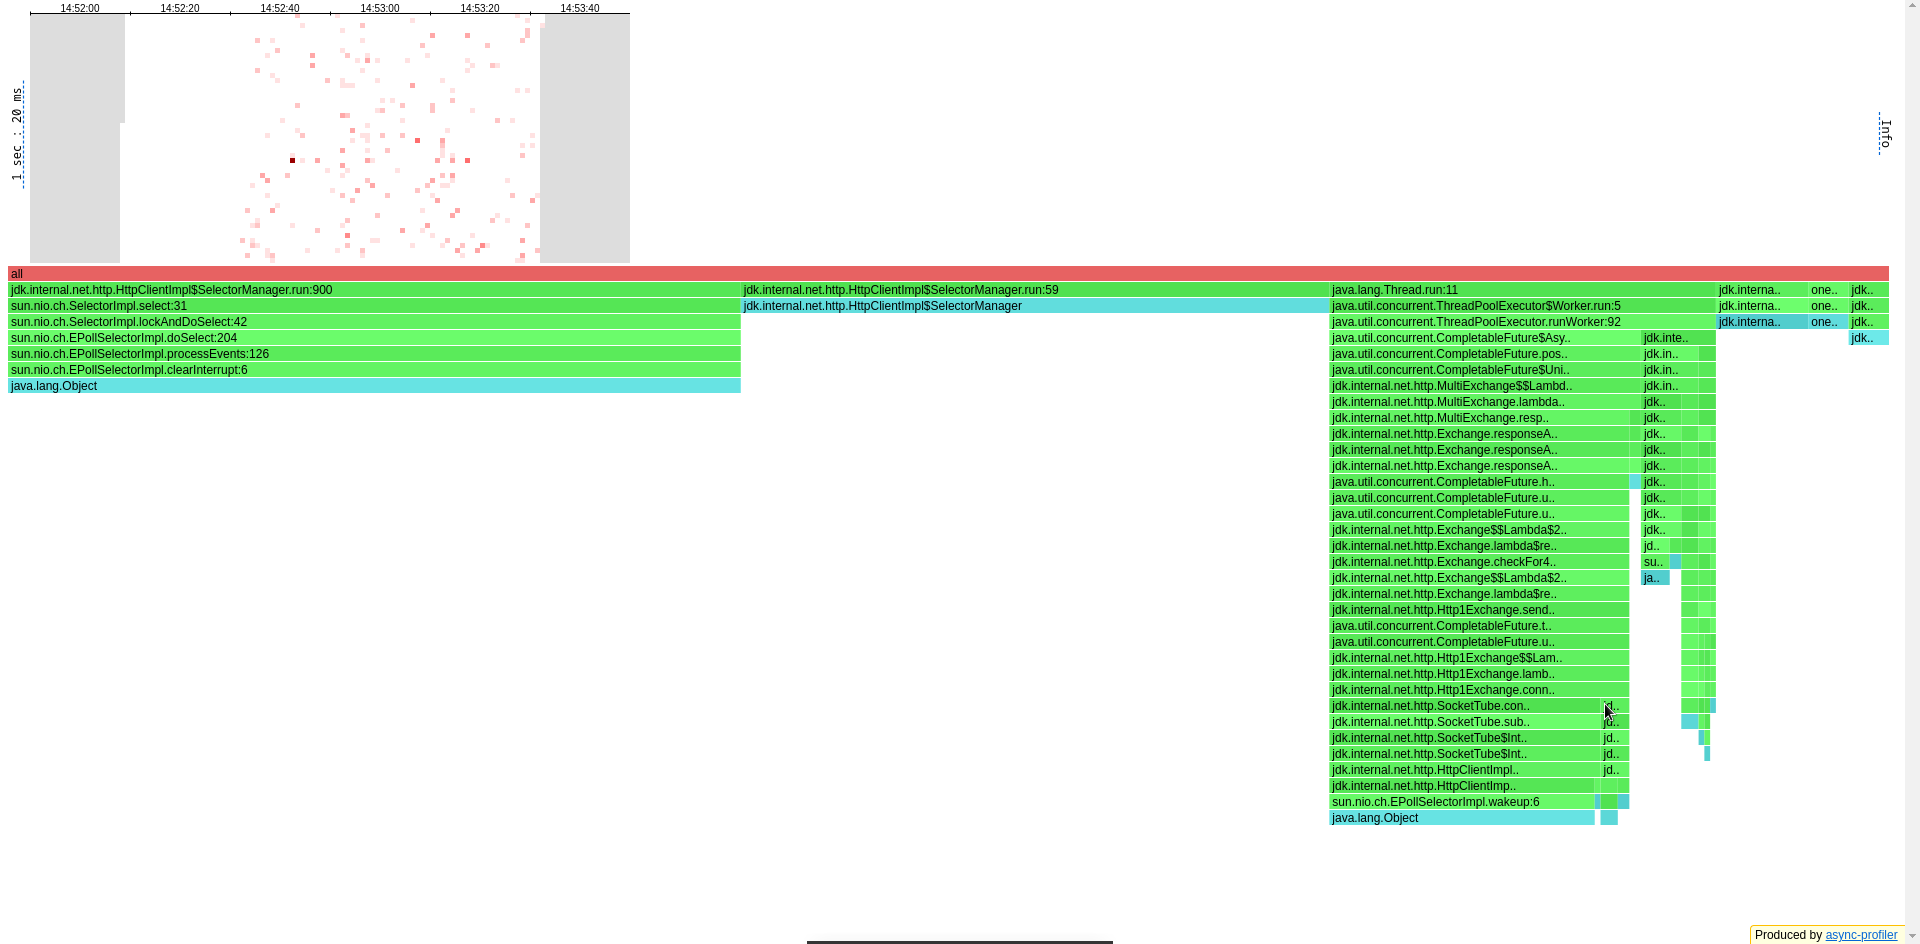 14:52:00 14:52:20 14:52:40 14:53:00 14:53:20 14:53:40
1 sec : 20 ms
Info
all
jdk.internal.net.http.HttpClientImpl$SelectorManager.run:900 jdk.internal.net.http.HttpClientImpl$SelectorManager.run:59 java.lang.Thread.run:11 jdk.interna.. one.. jdk..
sun.nio.ch.SelectorImpl.select:31 jdk.internal.net.http.HttpClientImpl$SelectorManager java.util.concurrent.ThreadPoolExecutor$Worker.run:5 jdk.interna.. one.. jdk..
sun.nio.ch.SelectorImpl.lockAndDoSelect:42 java.util.concurrent.ThreadPoolExecutor.runWorker:92 jdk.interna.. one.. jdk..
sun.nio.ch.EPollSelectorImpl.doSelect:204 java.util.concurrent.CompletableFuture$Asy.. jdk.inte.. jdk..
sun.nio.ch.EPollSelectorImpl.processEvents:126 java.util.concurrent.CompletableFuture.pos.. jdk.in..
sun.nio.ch.EPollSelectorImpl.clearInterrupt:6 java.util.concurrent.CompletableFuture$Uni.. jdk.in..
java.lang.Object jdk.internal.net.http.MultiExchange$$Lambd.. jdk.in..
jdk.internal.net.http.MultiExchange.lambda.. jdk..
jdk.internal.net.http.MultiExchange.resp.. jdk..
jdk.internal.net.http.Exchange.responseA.. jdk..
jdk.internal.net.http.Exchange.responseA.. jdk..
jdk.internal.net.http.Exchange.responseA.. jdk..
java.util.concurrent.CompletableFuture.h.. jdk..
java.util.concurrent.CompletableFuture.u.. jdk..
java.util.concurrent.CompletableFuture.u.. jdk..
jdk.internal.net.http.Exchange$$Lambda$2.. jdk..
jdk.internal.net.http.Exchange.lambda$re.. jd..
jdk.internal.net.http.Exchange.checkFor4.. su..
jdk.internal.net.http.Exchange$$Lambda$2.. ja..
jdk.internal.net.http.Exchange.lambda$re..
jdk.internal.net.http.Http1Exchange.send..
java.util.concurrent.CompletableFuture.t..
java.util.concurrent.CompletableFuture.u..
jdk.internal.net.http.Http1Exchange$$Lam..
jdk.internal.net.http.Http1Exchange.lamb..
jdk.internal.net.http.Http1Exchange.conn..
jdk.internal.net.http.SocketTube.con..
jdk.internal.net.http.SocketTube.sub.. jd..
jdk.internal.net.http.SocketTube$Int.. jd..
jdk.internal.net.http.SocketTube$Int.. jd..
jdk.internal.net.http.HttpClientImpl.. jd..
jdk.internal.net.http.HttpClientImp..
sun.nio.ch.EPollSelectorImpl.wakeup:6
java.lang.Object
Produced by async-profiler